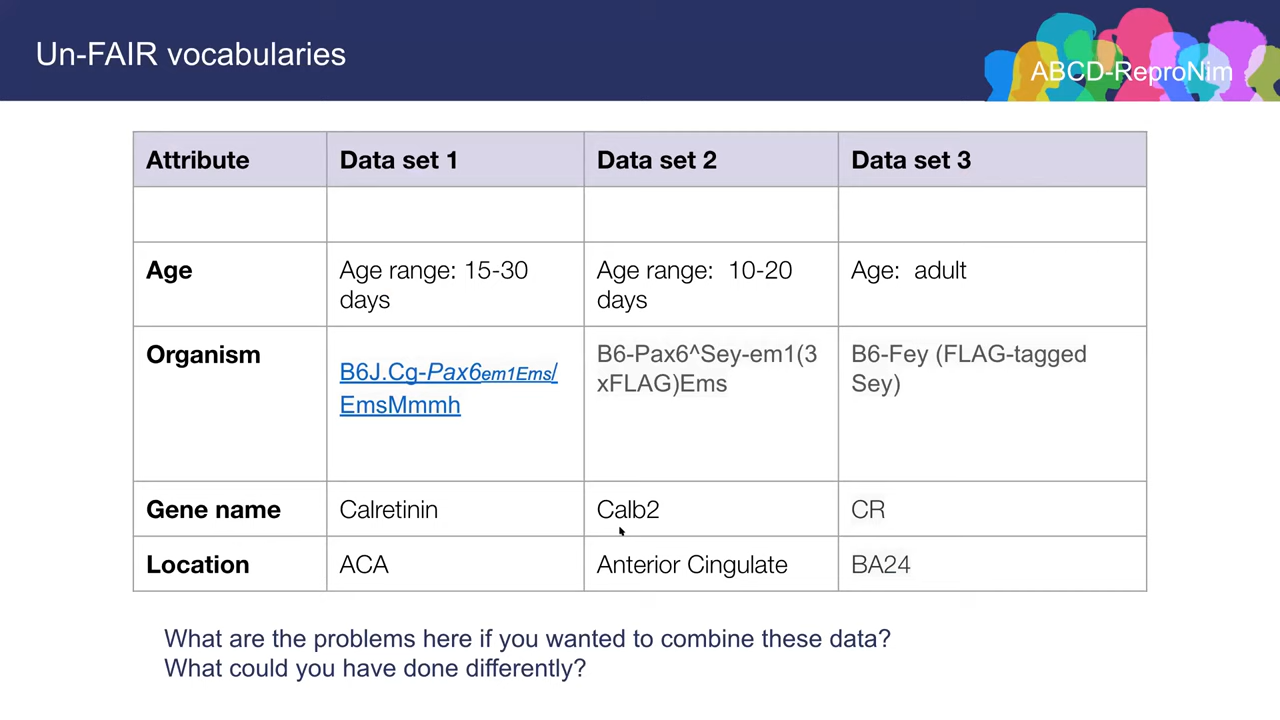 Un-FAIR vocabularies
ABCD-ReproNim
Attribute
Data set 1
Data set 2
Data set 3
Age
Age range: 15-30
days
Age range:  10-20
days
Age:  adult
Organism
B6J.Cg-Pax6em1Ems/
EmsMmmh
B6-Pax6^Sey-em1(3
xFLAG)Ems
B6-Fey (FLAG-tagged
Sey)
Gene name
Calretinin
Calb2
CR
Location
ACA
Anterior Cingulate
BA24
What are the problems here if you wanted to combine these data?
What could you have done differently?